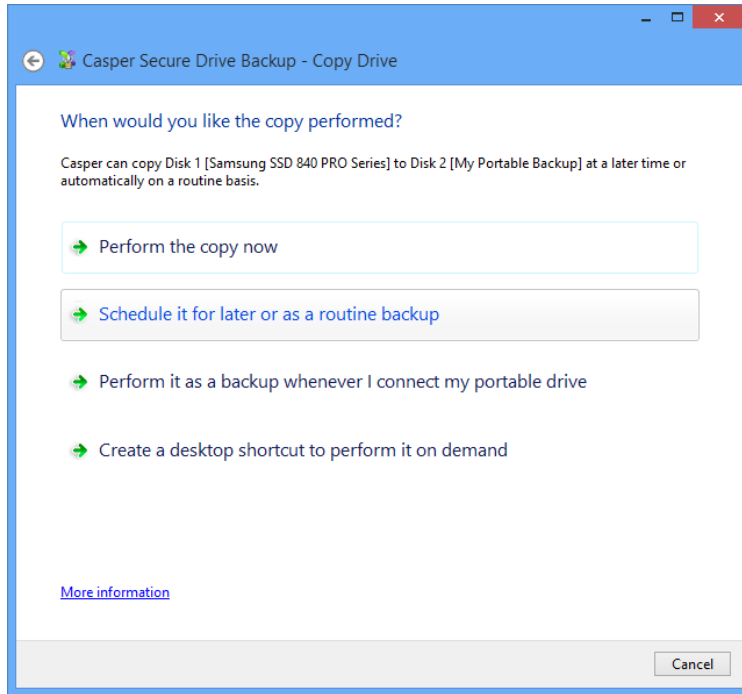 Casper Secure Drive Backup - Copy Drive
When would you like the copy performed?
Casper can copy Disk 1 [Samsung SSD 840 PRO Series] to Disk 2 [My Portable Backup] at a later time or
automatically on a routine basis.
Perform the copy now
Schedule it for later or as a routine backup
Perform it as a backup whenever I connect my portable drive
Create a desktop shortcut to perform it on demand
More information
Cancel